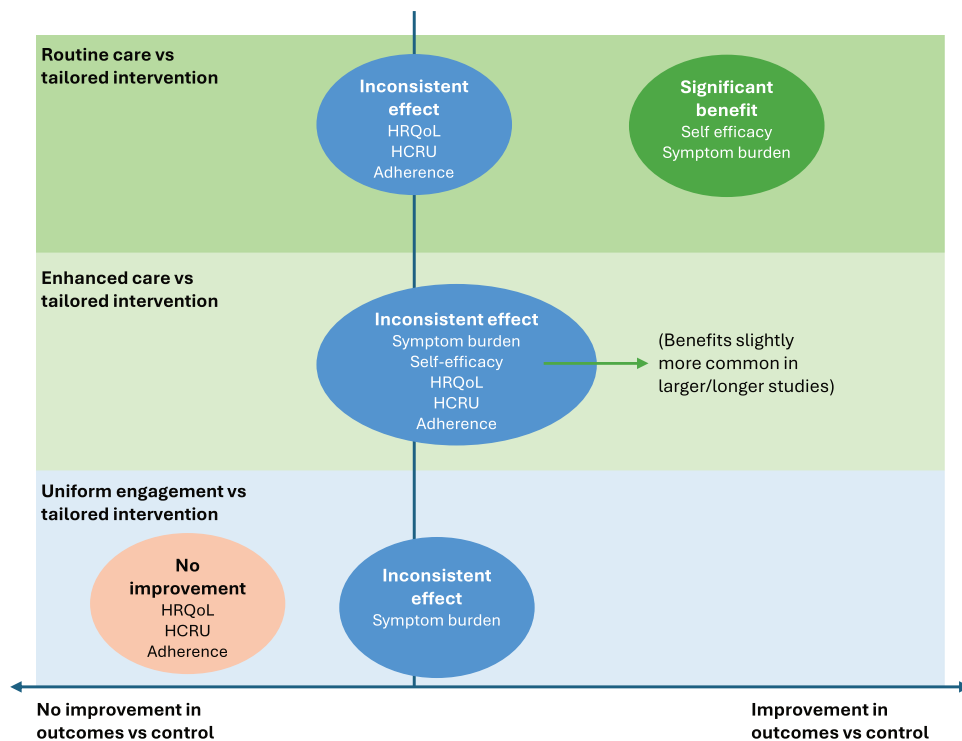 Routine care vs
tailored intervention
Inconsistent
effect
HRQoL
HCRU
Adherence
Significant
benefit
Self efficacy
Symptom burden
Enhanced care vs
tailored intervention
Inconsistent effect
Symptom burden
Self-efficacy
HRQoL
HCRU
Adherence
(Benefits slightly
more common in
larger/longer studies)
Uniform engagement vs
tailored intervention
No
improvement
HRQoL
HCRU
Adherence
Inconsistent
effect
Symptom burden
No improvement in
outcomes vs control
Improvement in
outcomes vs control